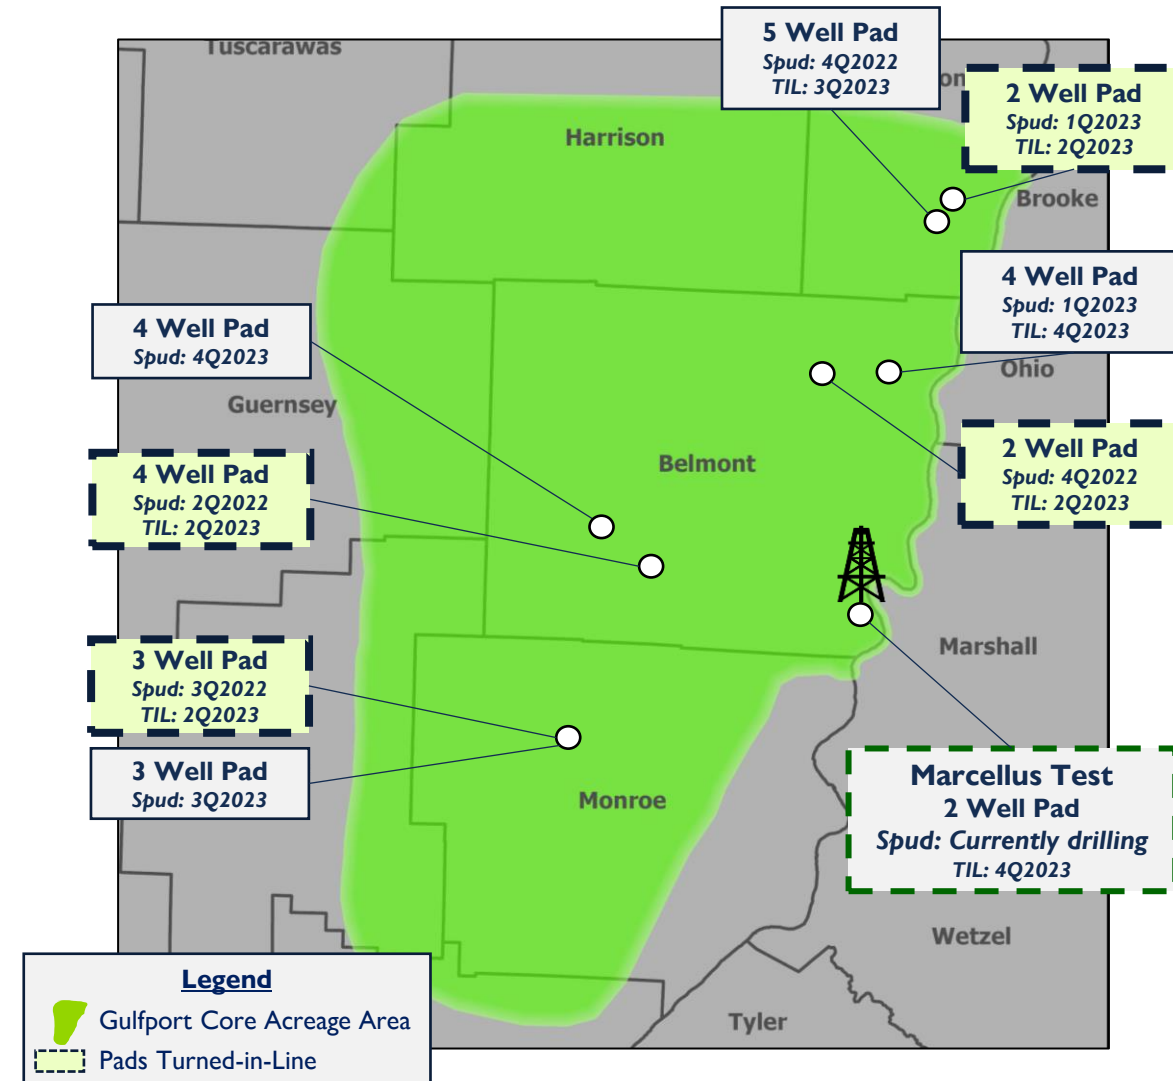 Tuscarawas
5 Well Pad
Spud: 4Q2022
TIL: 3Q2023
on
2 Well Pad
Spud: 1Q2023
TIL: 2Q2023
Harrison
Brooke
4 Well Pad
Spud: 1Q2023
TIL: 4Q2023
4 Well Pad
Spud: 4Q2023
Ohio
Guernsey
Belmont
2 Well Pad
Spud: 4Q2022
TIL: 2Q2023
4 Well Pad
Spud: 2Q2022
TIL: 2Q2023
Marshall
3 Well Pad
Spud: 3Q2022
TIL: 2Q2023
3 Well Pad
Spud: 3Q2023
Monroe
Marcellus Test
2 Well Pad
Spud: Currently drilling
TIL: 4Q2023
Wetzel
Tyler
Legend
Gulfport Core Acreage Area
Pads Turned-in-Line